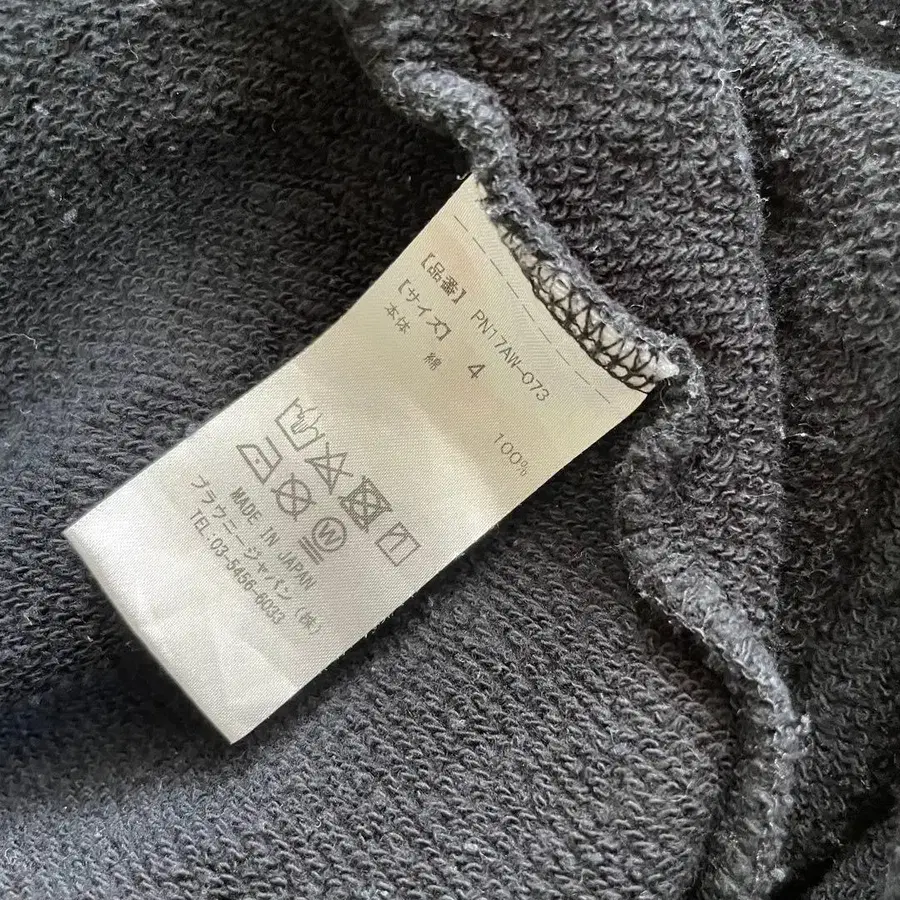 【品番】 PN17AW-073
【サイズ】 4
本体 綿 100%
W
MADE IN JAPAN
ブラウニージャパン (株)
TEL:03-5456-6033